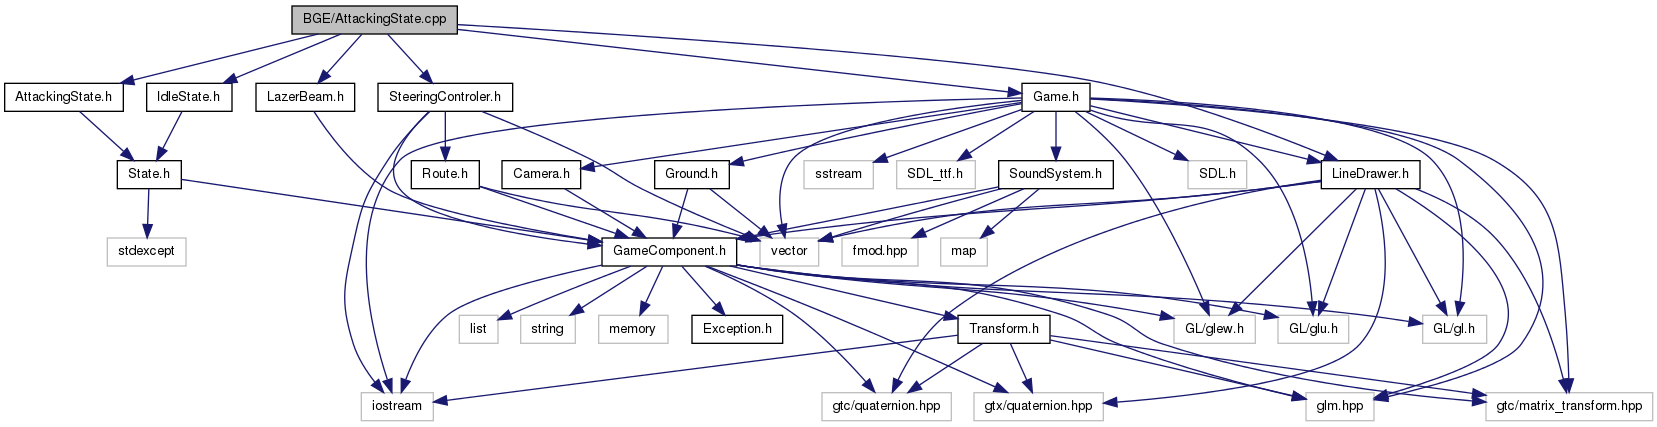 BGE/AttackingState.cpp
AttackingState.h
IdleState.h
LazerBeam.h
SteeringControler.h
Game.h
State.h
Route.h
Camera.h
Ground.h
sstream
SDL_ttf.h
SoundSystem.h
SDL.h
LineDrawer.h
stdexcept
GameComponent.h
vector
fmod.hpp
map
list
string
memory
Exception.h
Transform.h
GL/glew.h
GL/glu.h
GL/gl.h
iostream
gtc/quaternion.hpp
gtx/quaternion.hpp
glm.hpp
gtc/matrix_transform.hpp